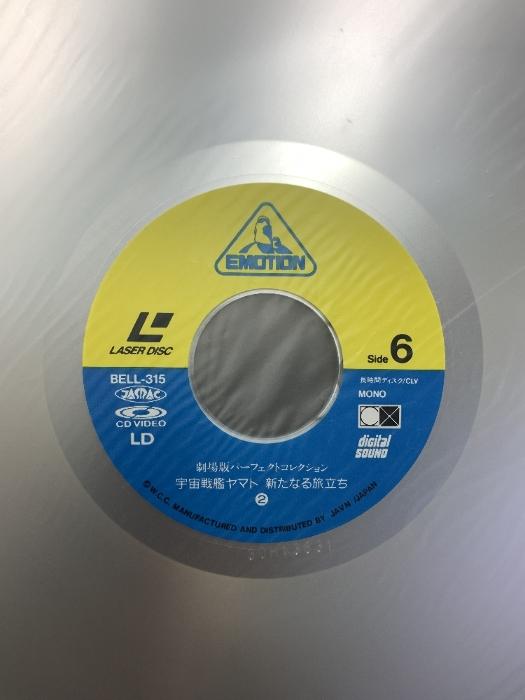 EMOTION
LASER DISC
Side 6
BELL-315
JASRAC
CD VIDEO
LD
長時間ディスク/CLV
MONO
digital
SOUND
劇場版パーフェクトコレクション
宇宙戦艦ヤマト 新たなる旅立ち
②
©W.C.C. MANUFACTURED AND DISTRIBUTED BY JAVN /JAPAN